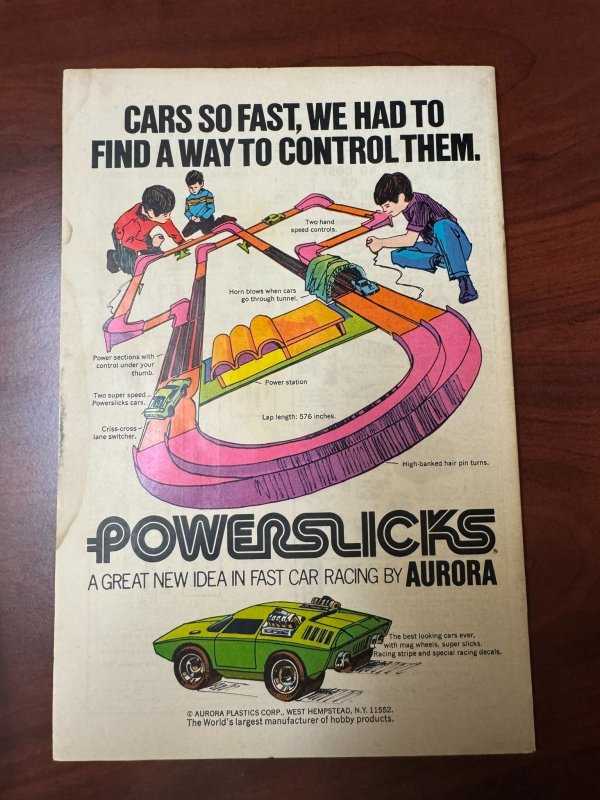 CARS SO FAST, WE HAD TO
FIND A WAY TO CONTROL THEM.
Two hand
speed controls.
Horn blows when cars
go through tunnel.
Power sections with
control under your
thumb.
Power station
Two super speed
Powerslicks cars.
Lap length: 576 inches.
Criss-cross
lane switcher.
High-banked hair pin turns.
POWERSLICKS®
A GREAT NEW IDEA IN FAST CAR RACING BY AURORA
The best looking cars ever,
with mag wheels, super slicks,
Racing stripe and special racing decals.
© AURORA PLASTICS CORP., WEST HEMPSTEAD, N.Y. 11552.
The World's largest manufacturer of hobby products.